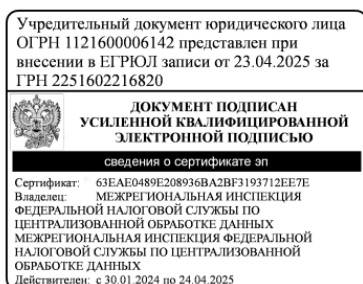 Учредительный документ юридического лица
ОГРН 1121600006142 представлен при
внесении в ЕГРЮЛ записи от 23.04.2025 за
ГРН 2251602216820
ДОКУМЕНТ ПОДПИСАН
УСИЛЕННОЙ КВАЛИФИЦИРОВАННОЙ
ЭЛЕКТРОННОЙ ПОДПИСЬЮ
сведения о сертификате эп
Сертификат: 63EAE0489E208936BA2BF3193712EE7E
Владелец: МЕЖРЕГИОНАЛЬНАЯ ИНСПЕКЦИЯ
ФЕДЕРАЛЬНОЙ НАЛОГОВОЙ СЛУЖБЫ ПО
ЦЕНТРАЛИЗОВАННОЙ ОБРАБОТКЕ ДАННЫХ
МЕЖРЕГИОНАЛЬНАЯ ИНСПЕКЦИЯ ФЕДЕРАЛЬНОЙ
НАЛОГОВОЙ СЛУЖБЫ ПО ЦЕНТРАЛИЗОВАННОЙ
ОБРАБОТКЕ ДАННЫХ
Действителен: с 30.01.2024 по 24.04.2025